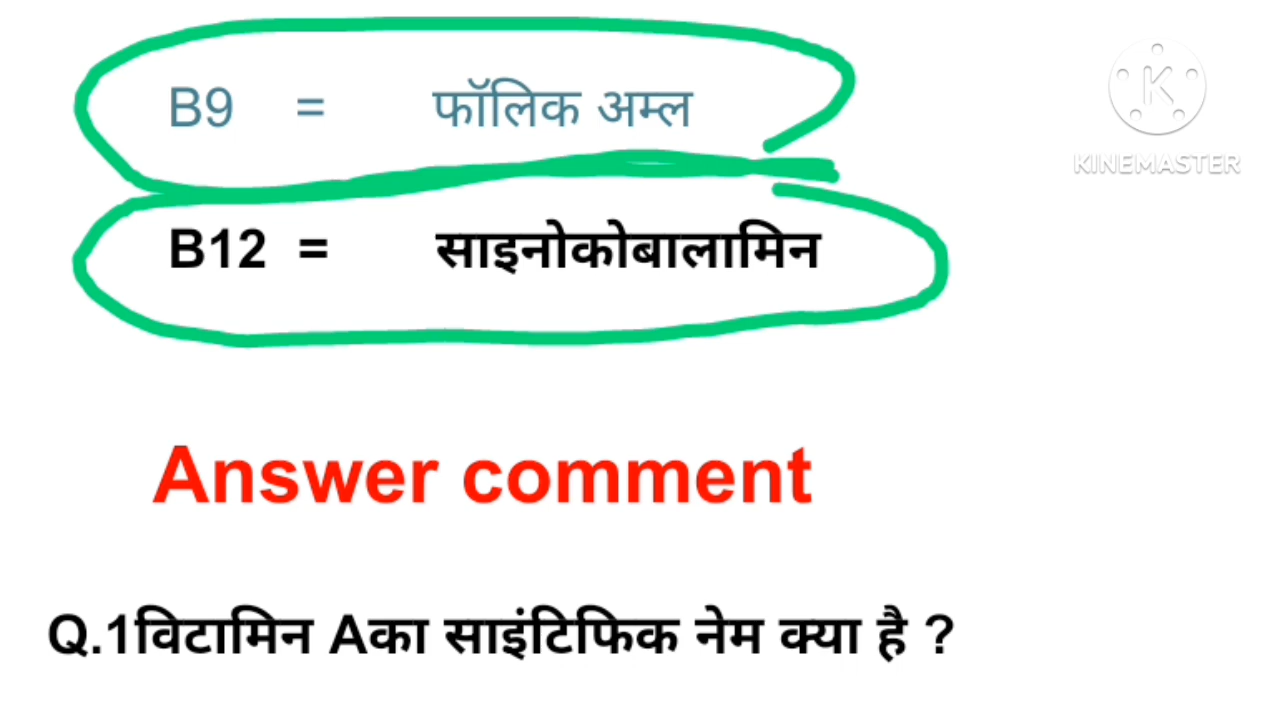 B9 = फॉलिक अम्ल
KINEMASTER
B12 = साइनोकोबालामिन
Answer comment
Q.1विटामिन Aका साइंटिफिक नेम क्या है ?